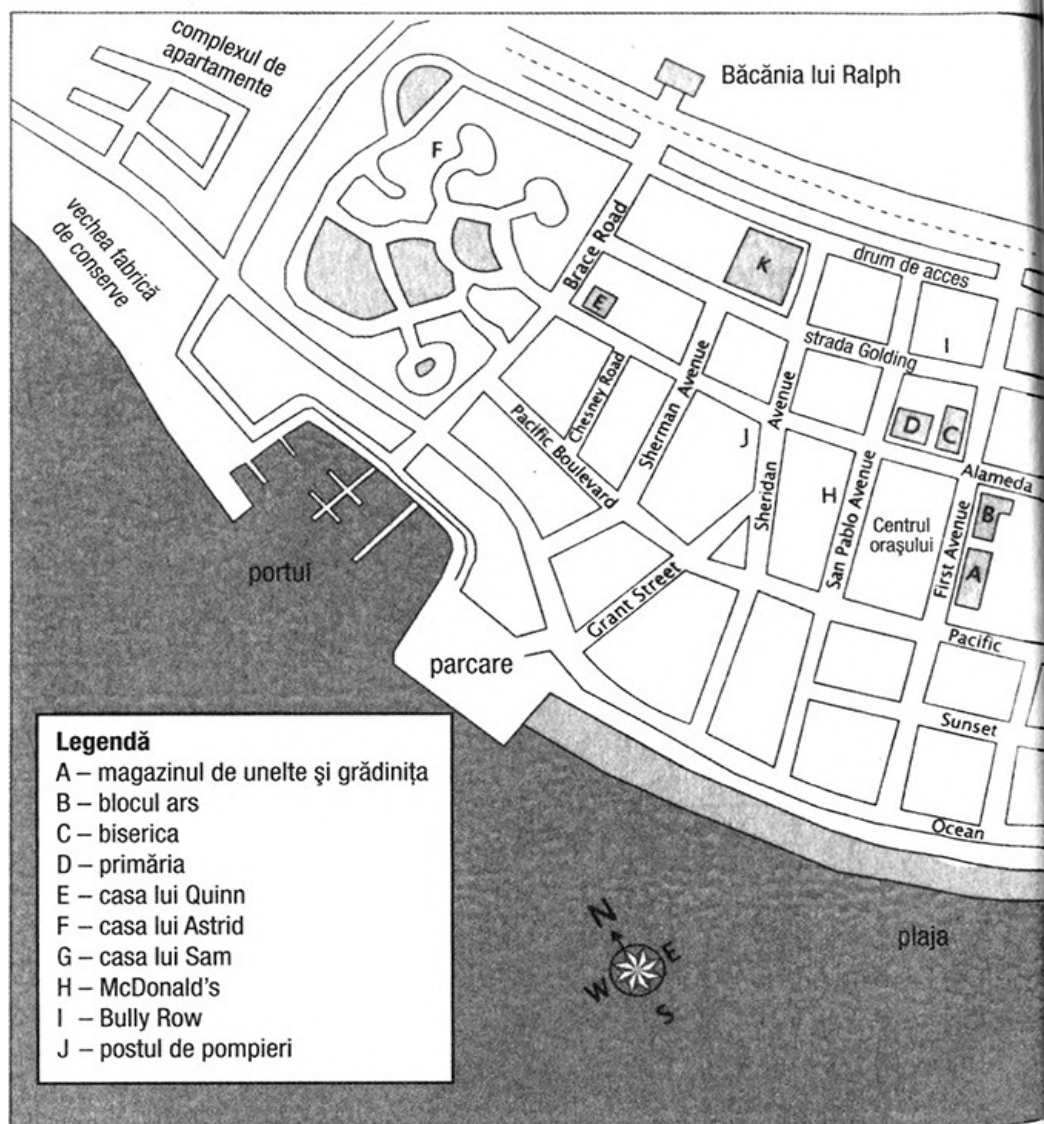 complexul de
apartamente
Băcănia lui Ralph
F
vechea fabrică
de conserve
Brace Road
K
drum de acces
E
strada Golding
I
Chesney Road
Sherman Avenue
Pacific Boulevard
J
Sheridan Avenue
D
C
Alameda
H
San Pablo Avenue
Centrul
orașului
First Avenue
B
A
portul
Grant Street
Pacific
parcare
Sunset
Ocean
plaja
N
E
W
S
Legendă
A – magazinul de unelte și grădinița
B – blocul ars
C – biserica
D – primăria
E – casa lui Quinn
F – casa lui Astrid
G – casa lui Sam
H – McDonald's
I – Bully Row
J – postul de pompieri